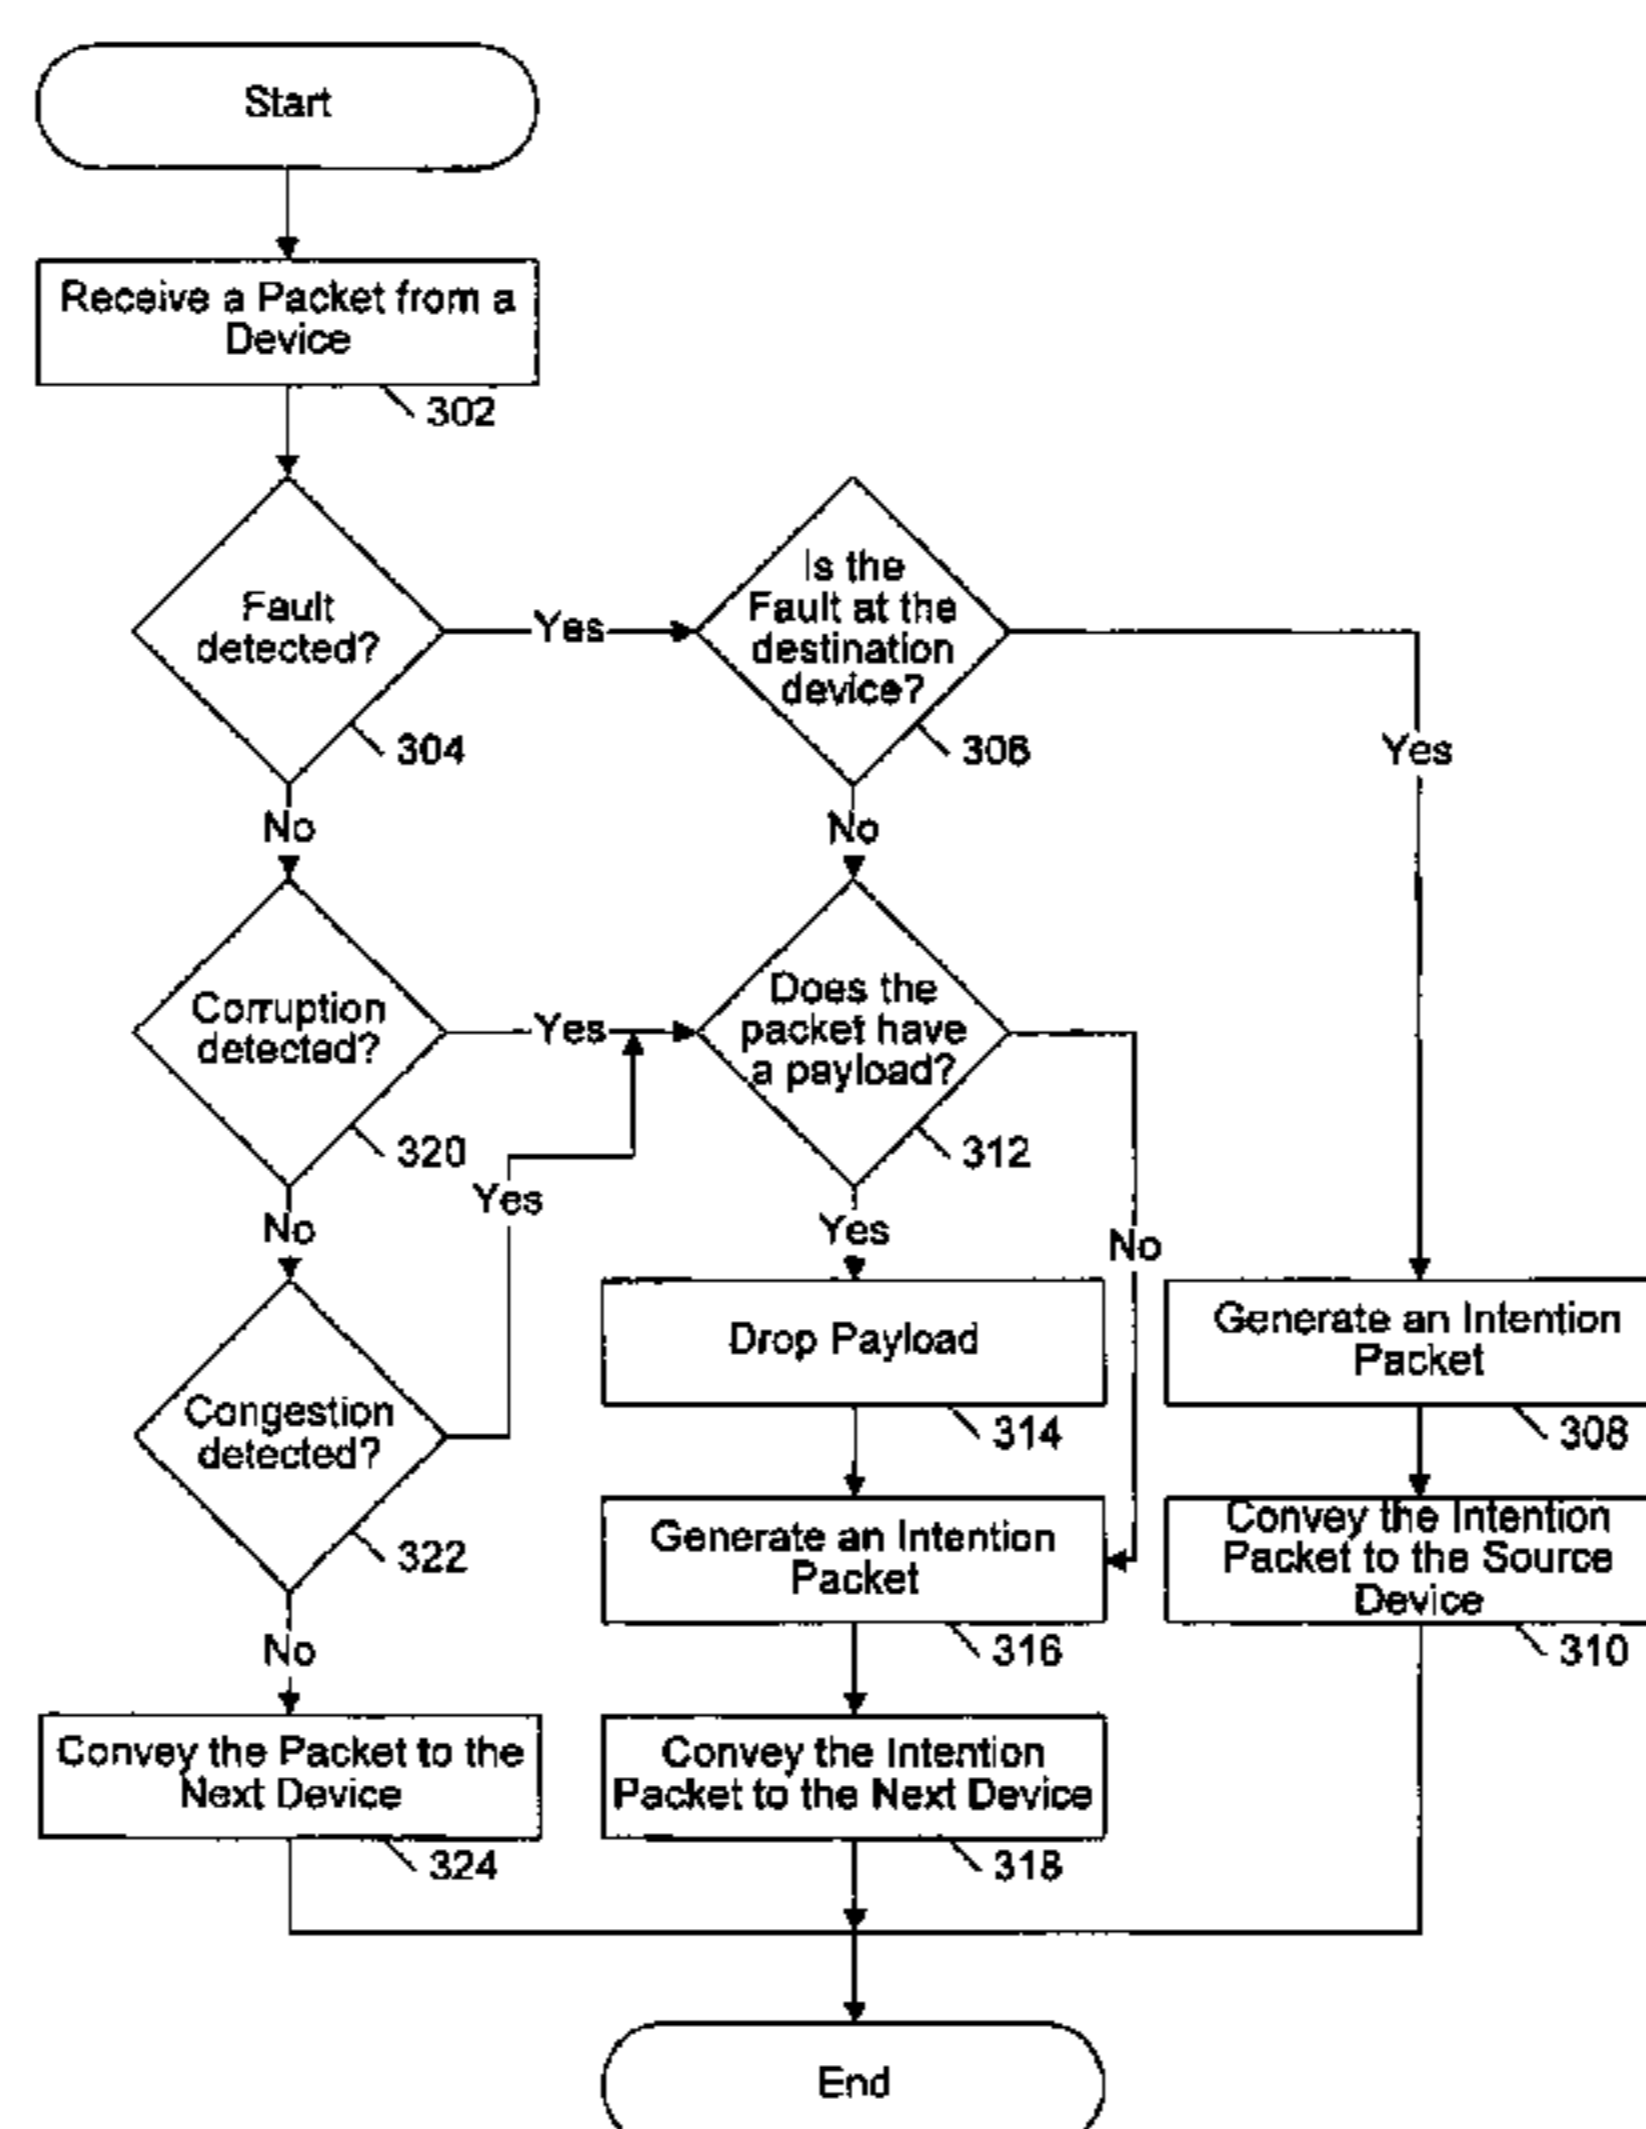 Start
Receive a Packet from a
Device
302
Fault
detected?
304
Yes
Is the
Fault at the
destination
device?
306
Yes
No
No
Corruption
detected?
320
Yes
Does the
packet have
a payload?
312
No
Yes
Yes
No
Congestion
detected?
322
Drop Payload
314
Generate an Intention
Packet
308
Generate an Intention
Packet
316
Convey the Intention
Packet to the Source
Device
310
No
Convey the Packet to the
Next Device
324
Convey the Intention
Packet to the Next Device
318
End